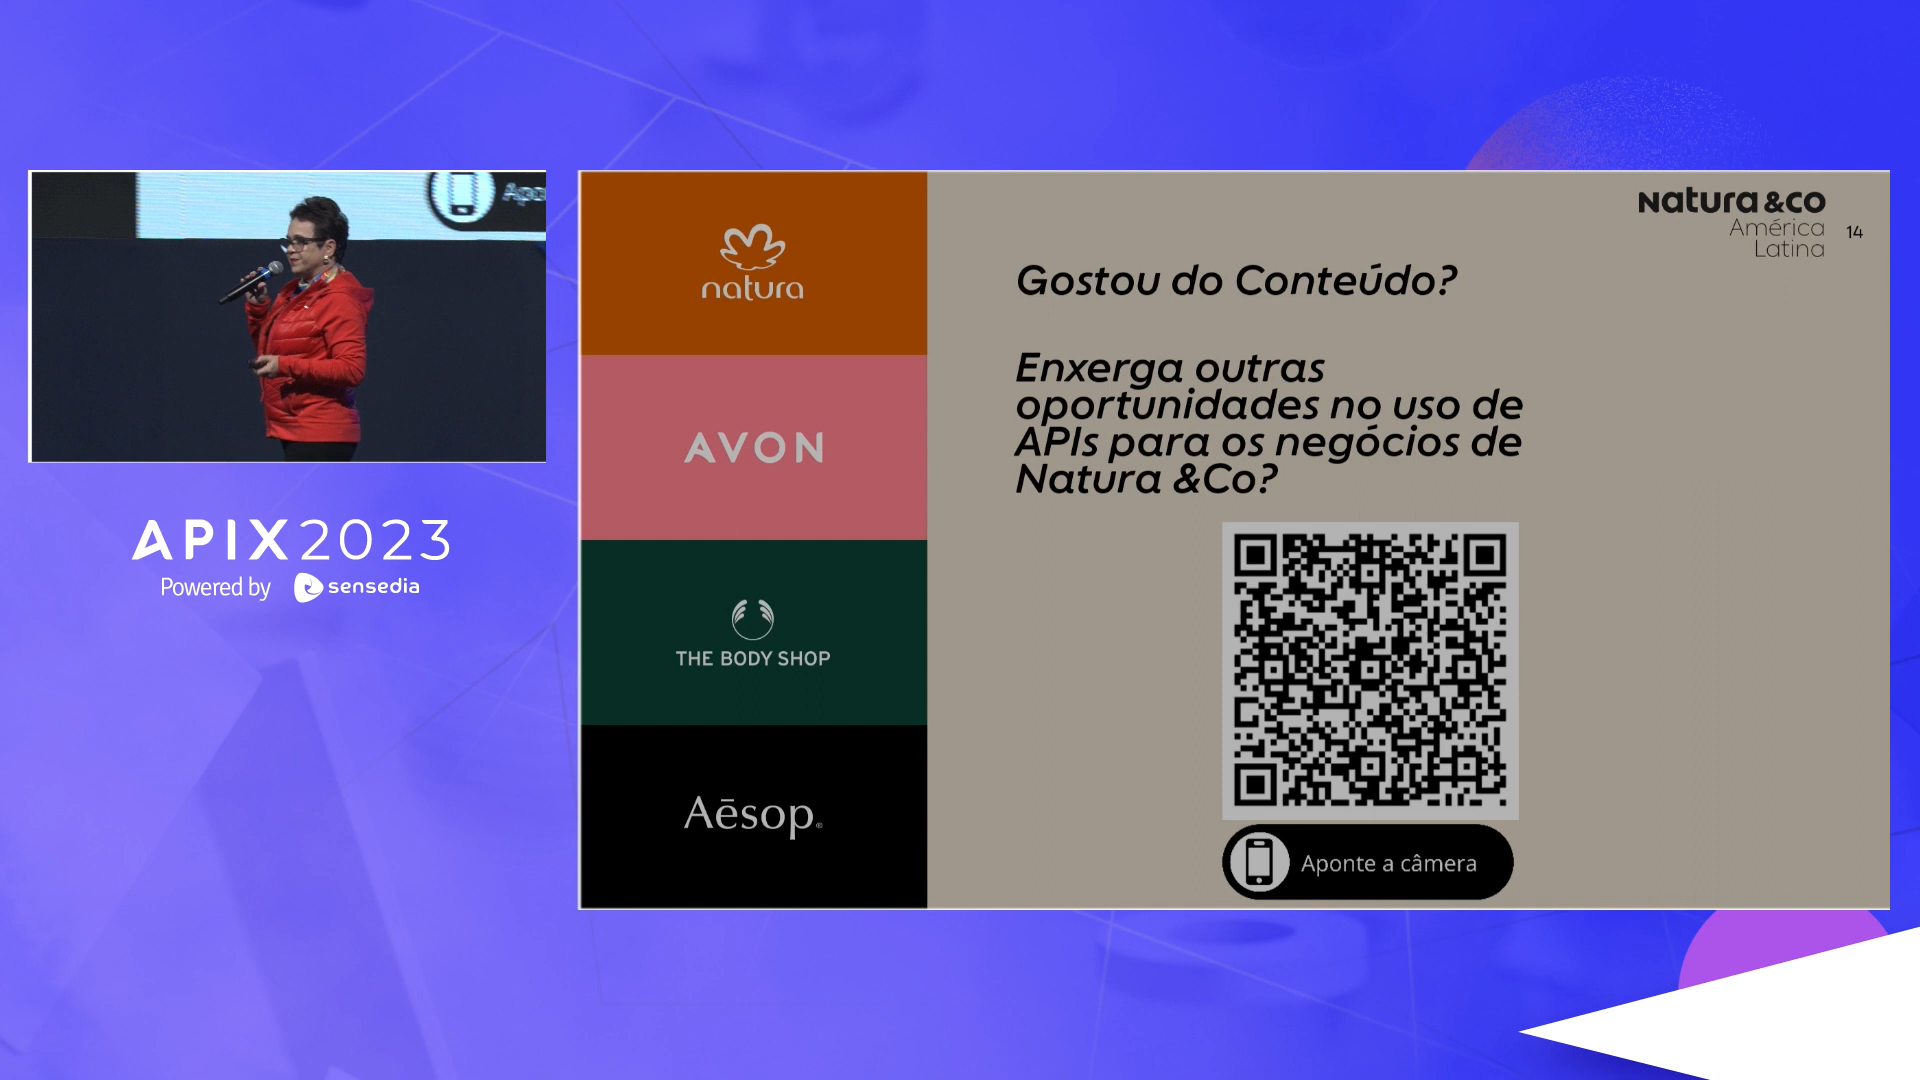 Apo
APIX2023
Powered by sensedia
natura
AVON
THE BODY SHOP
Aēsop®
Natura &Co
América
Latina
14
Gostou do Conteúdo?
Enxerga outras
oportunidades no uso de
APIs para os negócios de
Natura &Co?
Aponte a câmera